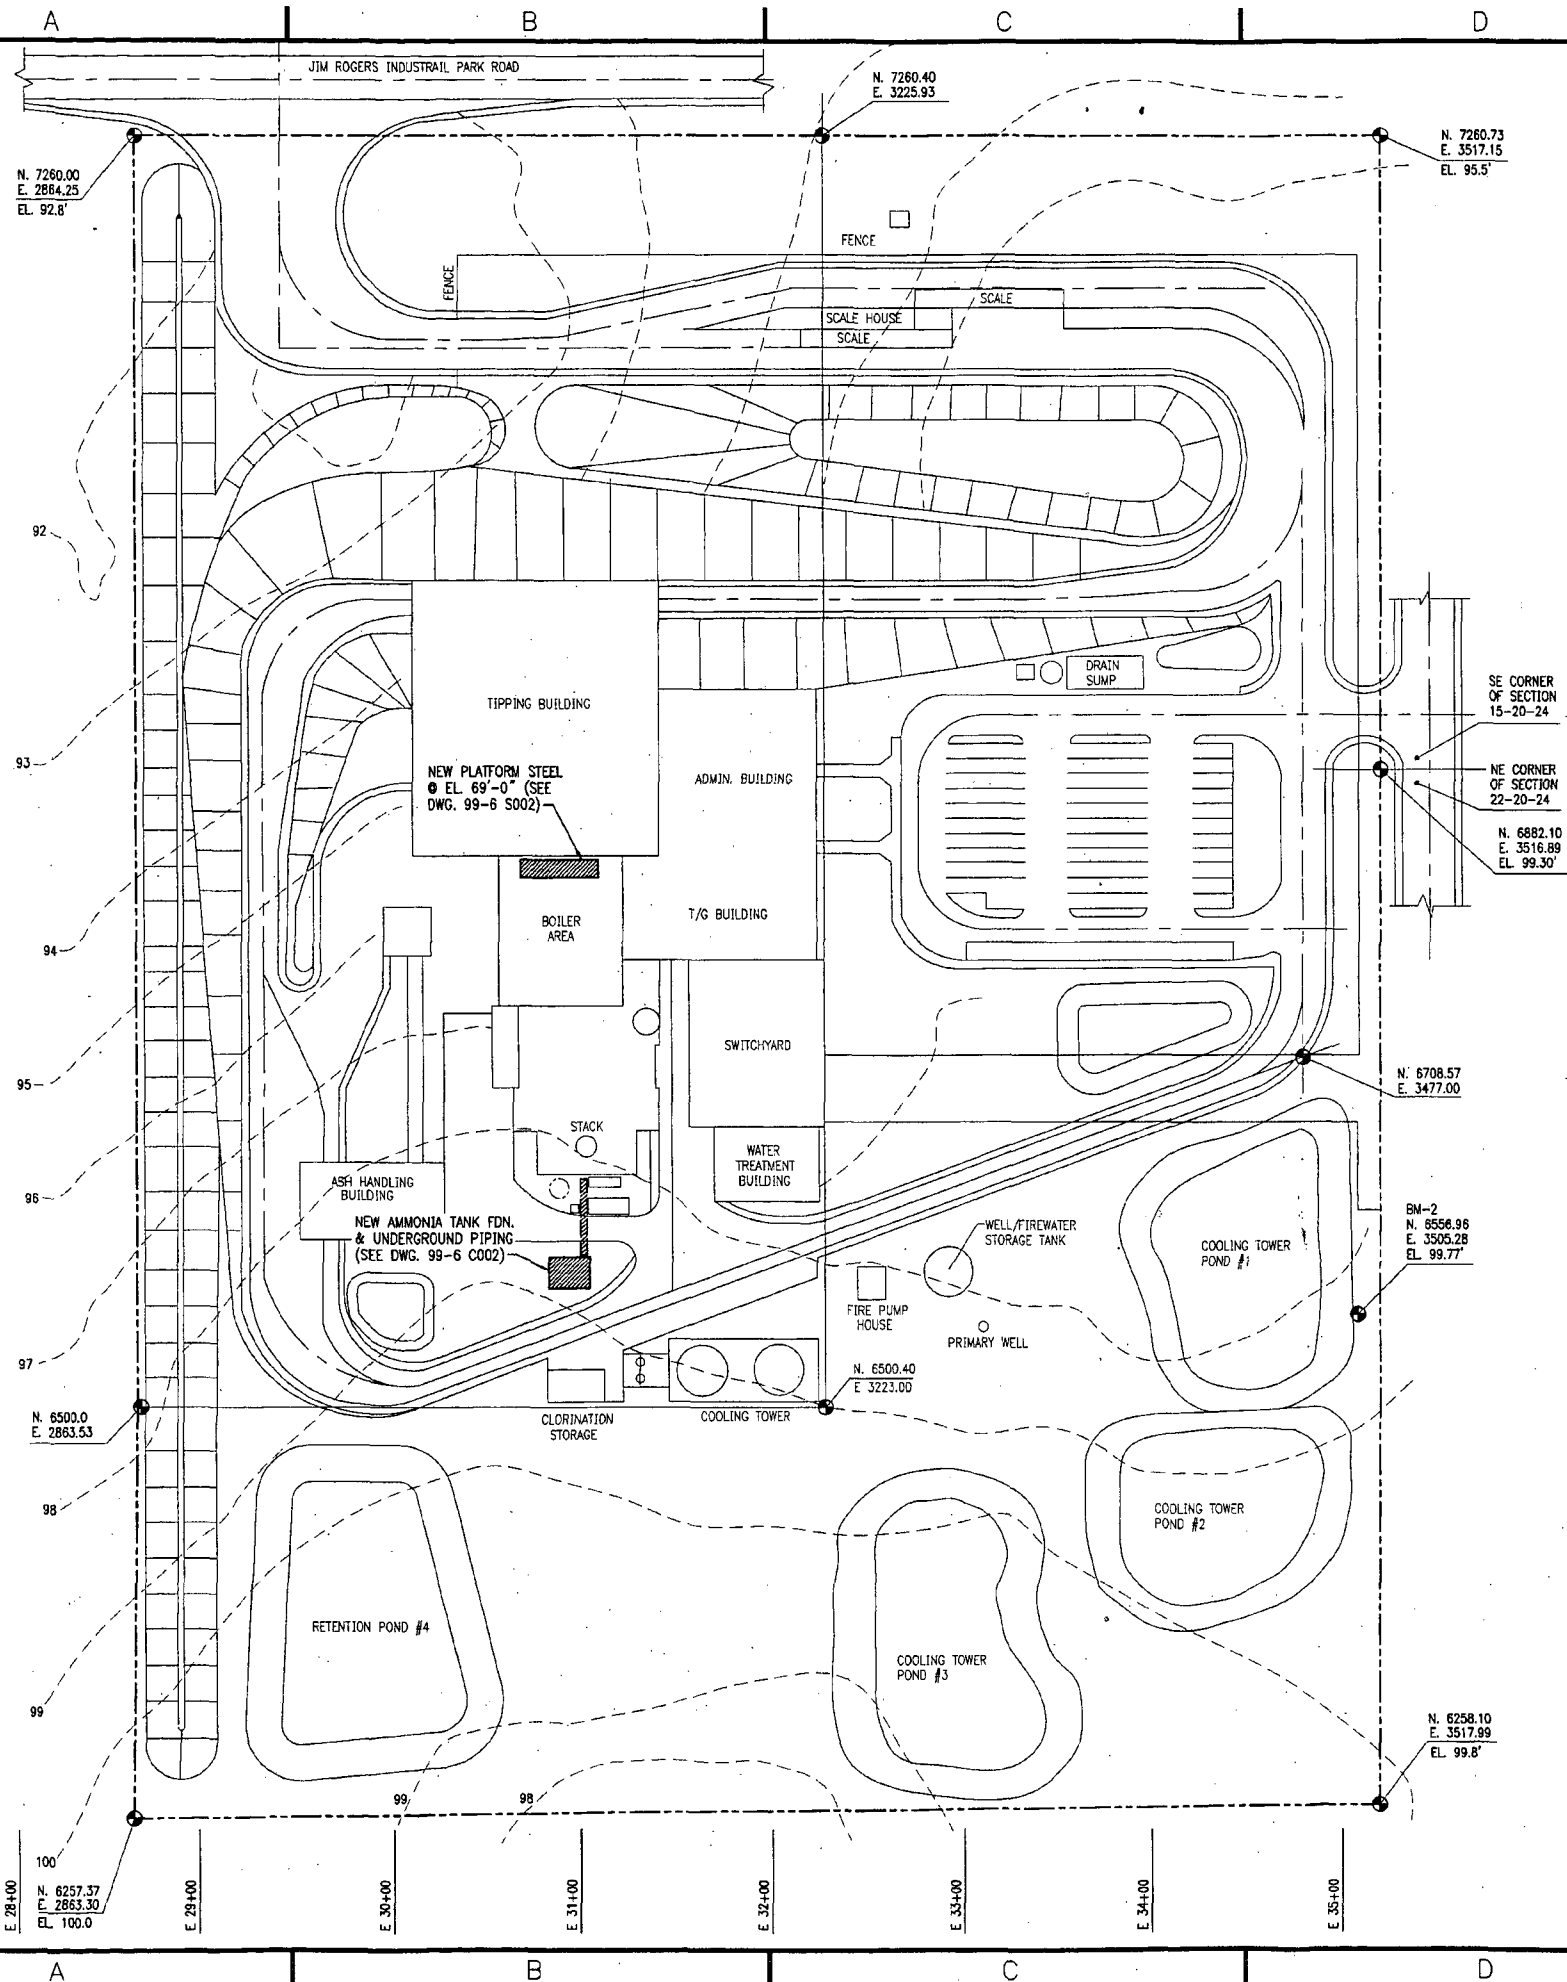 A
B
C
D
JIM ROGERS INDUSTRAIL PARK ROAD
N. 7260.40
E. 3225.93
N. 7260.73
E. 3517.15
EL. 95.5'
N. 7260.00
E. 2864.25
EL. 92.8'
FENCE
FENCE
SCALE
SCALE HOUSE
SCALE
92
DRAIN
SUMP
SE CORNER
OF SECTION
15-20-24
TIPPING BUILDING
93
NEW PLATFORM STEEL
@ EL. 69'-0" (SEE
DWG. 99-6 S002)
ADMIN. BUILDING
NE CORNER
OF SECTION
22-20-24
N. 6882.10
E. 3516.89
EL. 99.30'
T/G BUILDING
BOILER
AREA
94
SWITCHYARD
95
N. 6708.57
E. 3477.00
STACK
WATER
TREATMENT
BUILDING
ASH HANDLING
BUILDING
96
NEW AMMONIA TANK FDN.
& UNDERGROUND PIPING
(SEE DWG. 99-6 C002)
WELL/FIREWATER
STORAGE TANK
COOLING TOWER
POND #1
BM-2
N. 6556.96
E. 3505.28
EL. 99.77'
FIRE PUMP
HOUSE
PRIMARY WELL
97
N. 6500.40
E 3223.00
N. 6500.0
E. 2863.53
CLORINATION
STORAGE
COOLING TOWER
98
COOLING TOWER
POND #2
RETENTION POND #4
COOLING TOWER
POND #3
99
N. 6258.10
E. 3517.99
EL. 99.8'
99
98
100
N. 6257.37
E. 2863.30
EL. 100.0
E 28+00
E 29+00
E 30+00
E 31+00
E 32+00
E 33+00
E 34+00
E 35+00
A
B
C
D